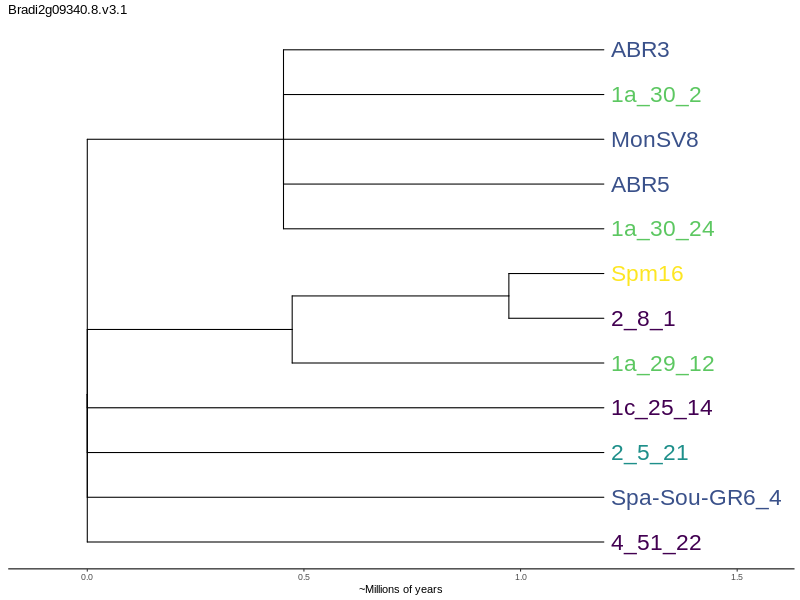 Bradi2g09340.8.v3.1
ABR3
1a_30_2
MonSV8
ABR5
1a_30_24
Spm16
2_8_1
1a_29_12
1c_25_14
2_5_21
Spa-Sou-GR6_4
4_51_22
0.0 0.5 1.0 1.5
~Millions of years